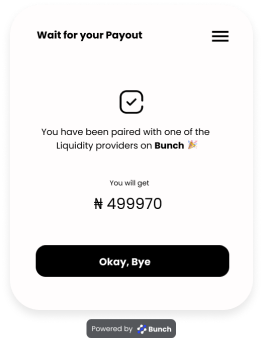 Wait for your Payout
You have been paired with one of the
Liquidity providers on Bunch 🎉
You will get
₦ 499970
Okay, Bye
Powered by Bunch